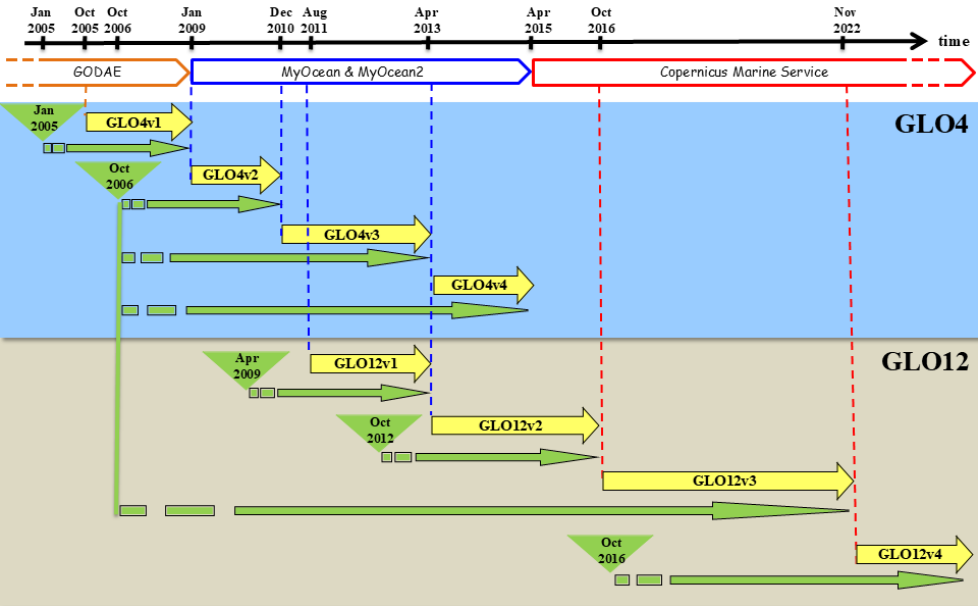 Jan Oct Oct Jan Dec Aug Apr Apr Oct Nov
2005 2005 2006 2009 2010 2011 2013 2015 2016 2022
time
GODAE MyOcean & MyOcean2 Copernicus Marine Service
Jan
2005
GLO4v1
GLO4
Oct
2006
GLO4v2
GLO4v3
GLO4v4
Apr
2009
GLO12v1
GLO12
Oct
2012
GLO12v2
GLO12v3
Oct
2016
GLO12v4